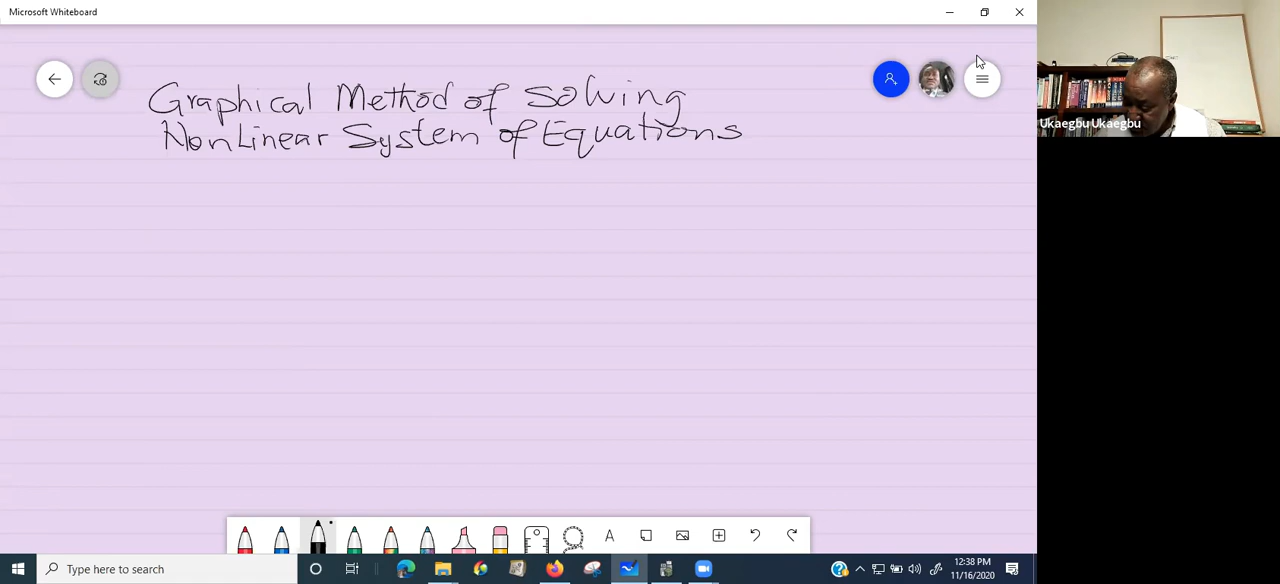 Microsoft Whiteboard
Graphical Method of Solving
NonLinear System of Equations
Ukaegbu Ukaegbu
A
Type here to search
12:38 PM
11/16/2020